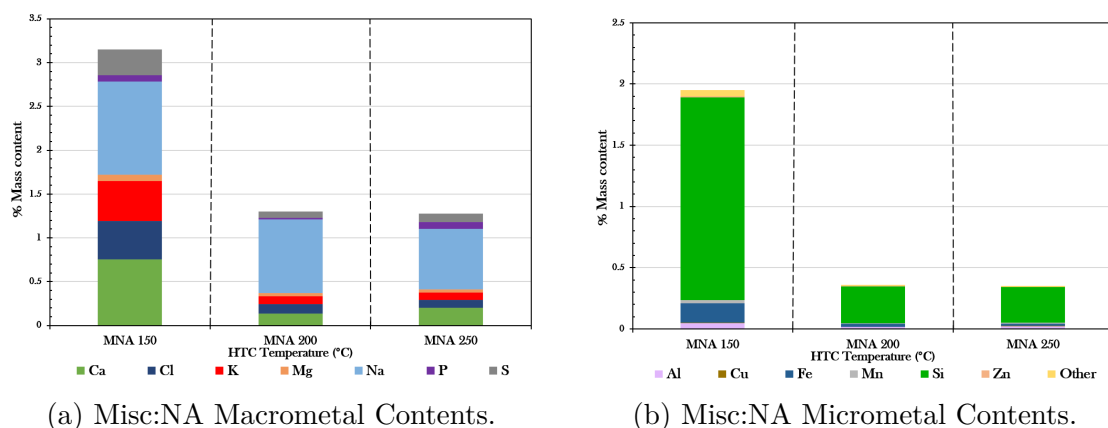 3.5
3
2.5
2
1.5
1
0.5
0
% Mass content
MNA 150 MNA 200 MNA 250
HTC Temperature (°C)
Ca Cl K Mg Na P S
(a) Misc:NA Macrometal Contents.
2.5
2
1.5
1
0.5
0
% Mass content
MNA 150 MNA 200 MNA 250
HTC Temperature (°C)
Al Cu Fe Mn Si Zn Other
(b) Misc:NA Micrometal Contents.